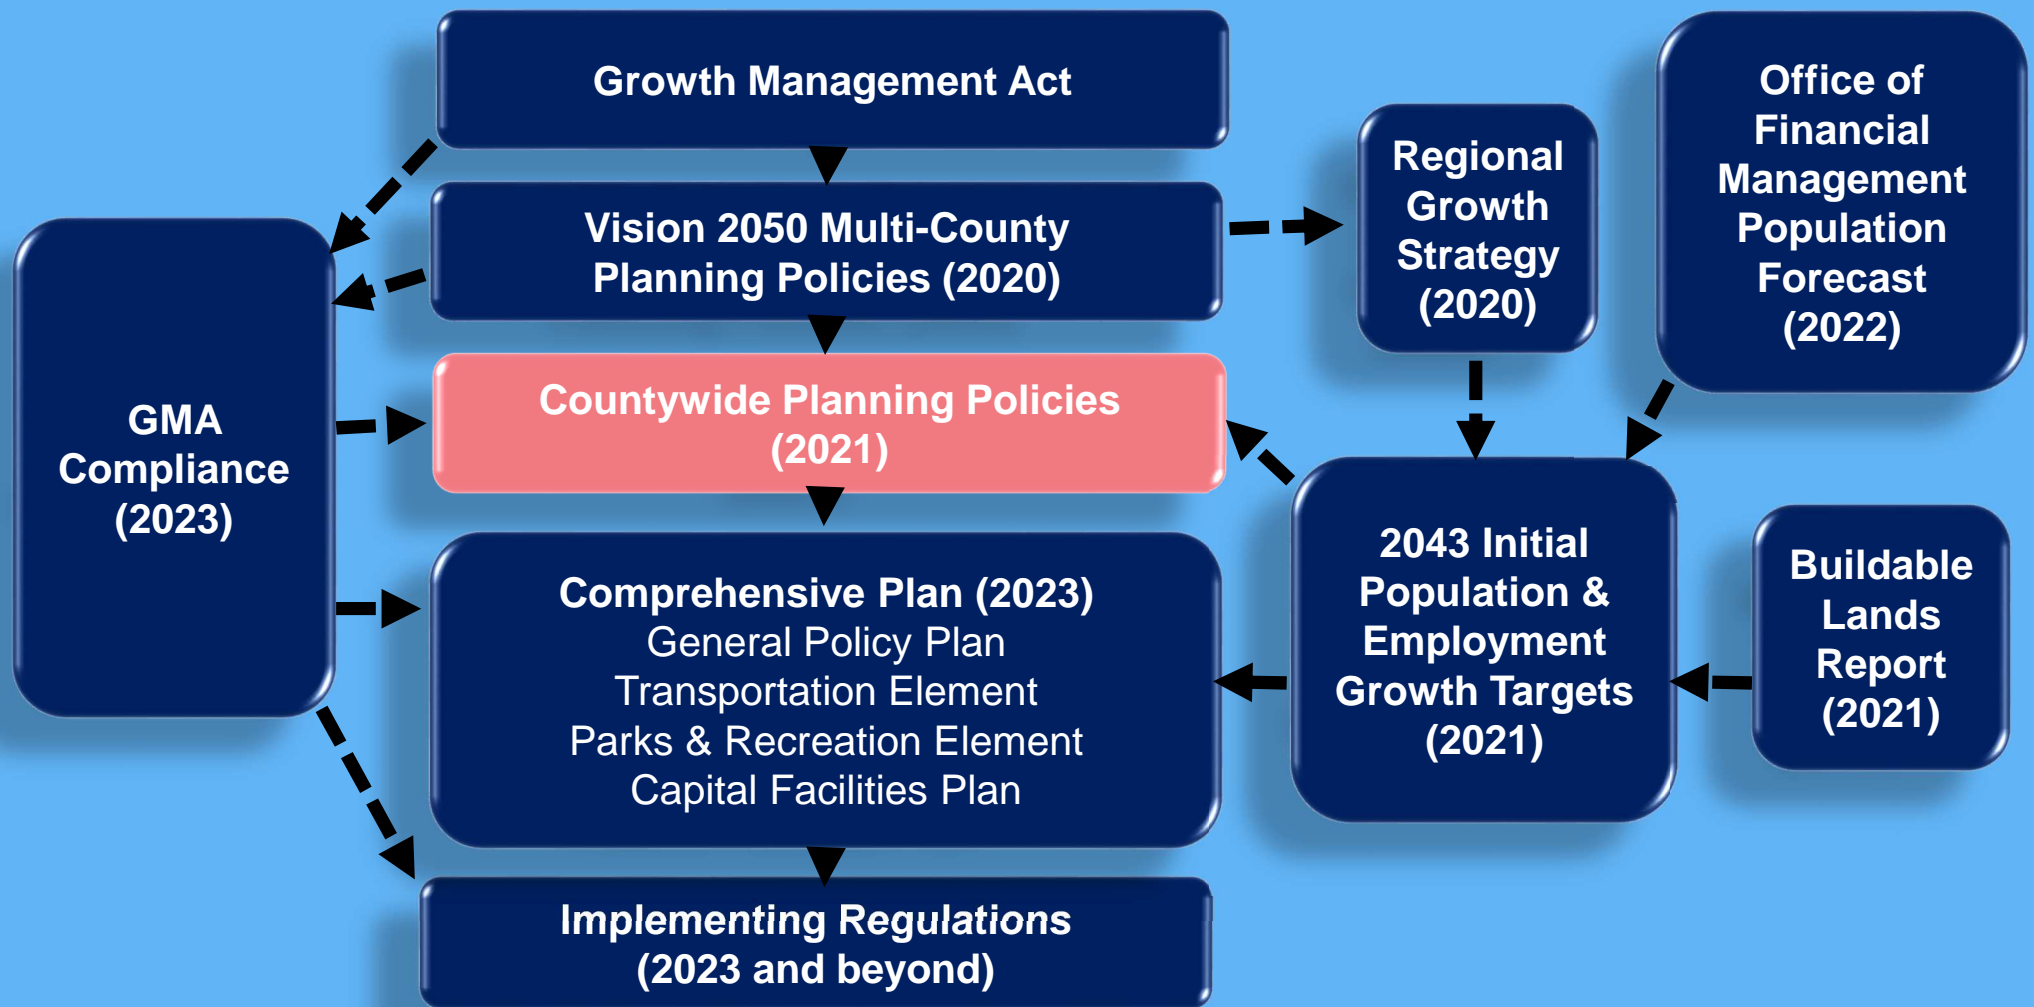 Growth Management Act
Vision 2050 Multi-County
Planning Policies (2020)
Countywide Planning Policies
(2021)
Comprehensive Plan (2023)
General Policy Plan
Transportation Element
Parks & Recreation Element
Capital Facilities Plan
Implementing Regulations
(2023 and beyond)
GMA
Compliance
(2023)
Regional
Growth
Strategy
(2020)
Office of
Financial
Management
Population
Forecast
(2022)
2043 Initial
Population &
Employment
Growth Targets
(2021)
Buildable
Lands
Report
(2021)